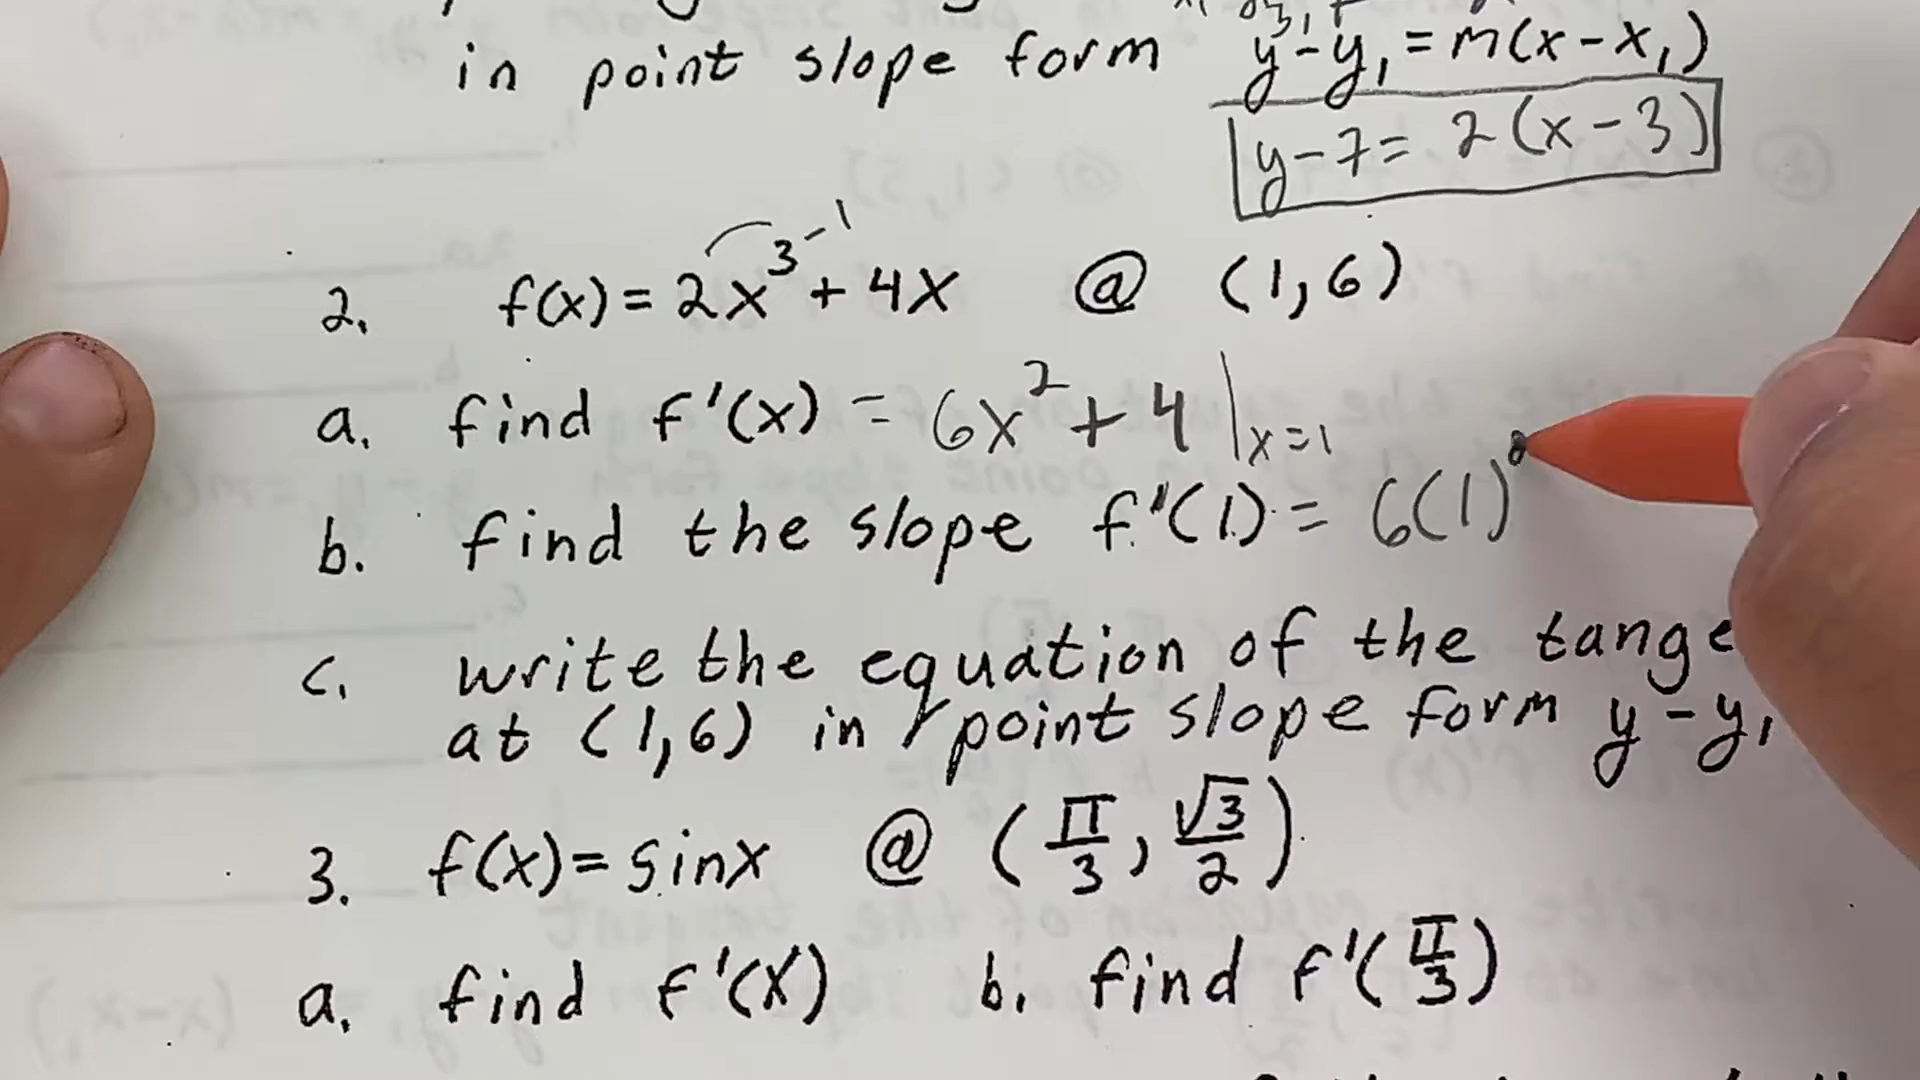 in point slope form y-y₁=m(x-x₁)
y-7=2(x-3)
2. f(x)=2x³⁻¹+4x @ (1,6)
a. find f'(x) = 6x²+4|x=1
b. find the slope f'(1) = 6(1)
c. write the equation of the tange
at (1,6) in point slope form y-y₁
3. f(x)=sinx @ (π/3, √3/2)
a. find f'(x) b. find f'(π/3)